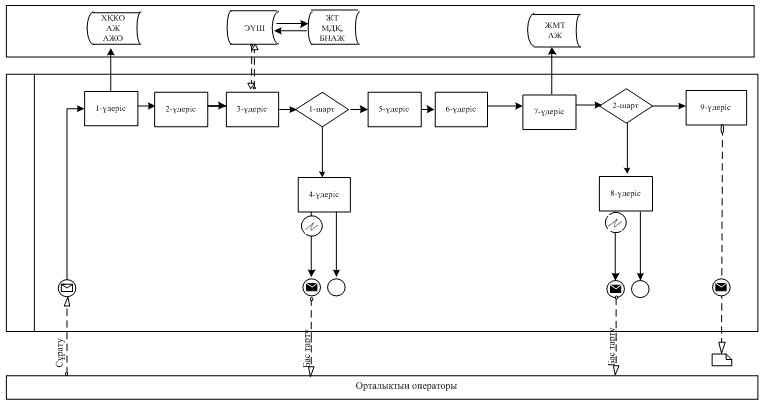 ХҚКО
АЖ
АЖО
ЭҮШ
ЖТ
МДҚ,
БНАЖ
ЖМТ
АЖ
1-үдеріс
2-үдеріс
3-үдеріс
1-шарт
5-үдеріс
6-үдеріс
7-үдеріс
2-шарт
9-үдеріс
4-үдеріс
8-үдеріс
Сұрату
Бас тарту
Бас тарту
Орталықтың операторы